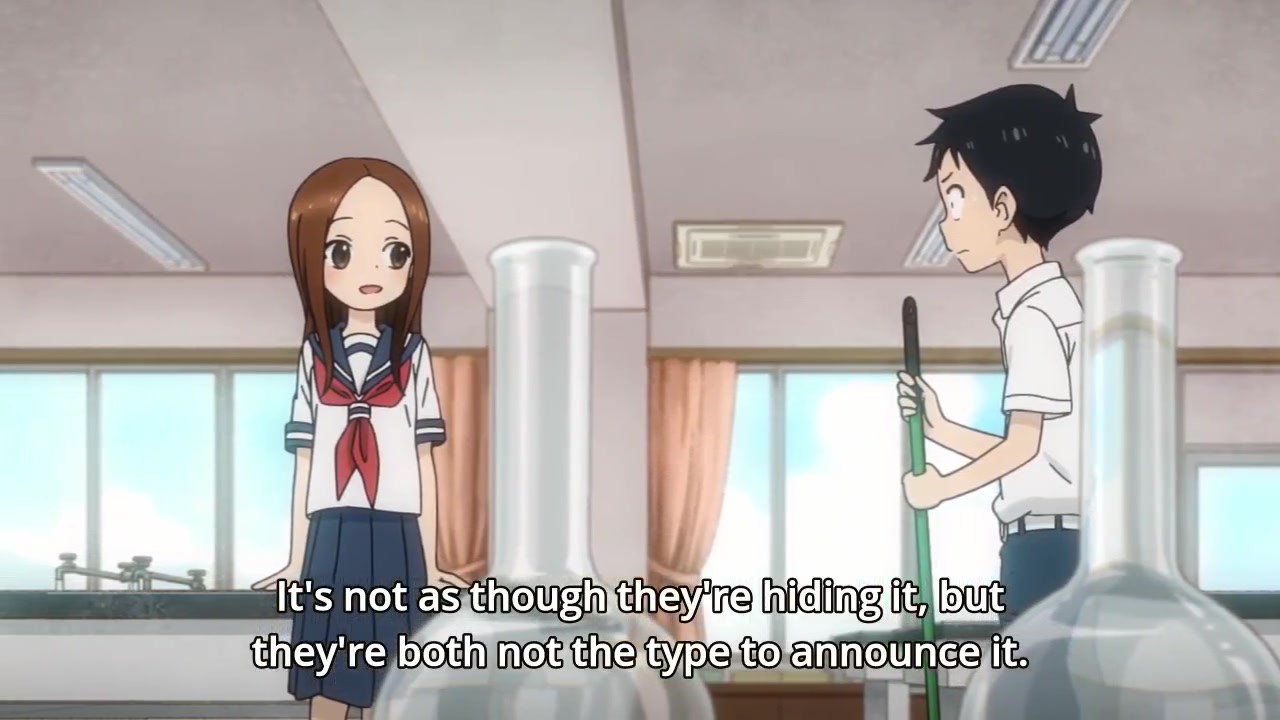 It's not as though they're hiding it, but
they're both not the type to announce it.